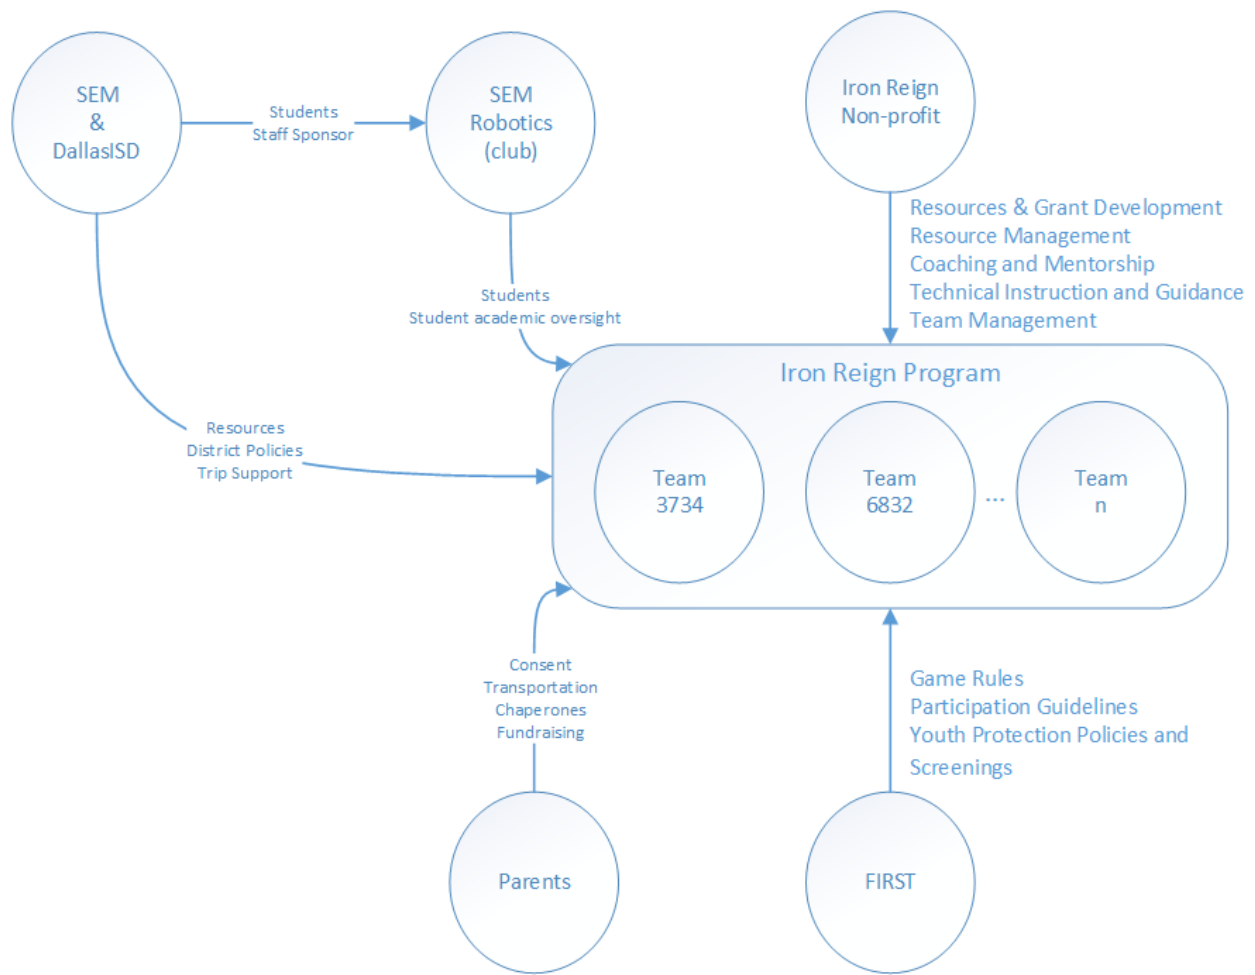 SEM
&
DallasISD
Students
Staff Sponsor
SEM
Robotics
(club)
Iron Reign
Non-profit
Resources & Grant Development
Resource Management
Coaching and Mentorship
Technical Instruction and Guidance
Team Management
Students
Student academic oversight
Resources
District Policies
Trip Support
Iron Reign Program
Team
3734
Team
6832
...
Team
n
Consent
Transportation
Chaperones
Fundraising
Game Rules
Participation Guidelines
Youth Protection Policies and
Screenings
Parents
FIRST